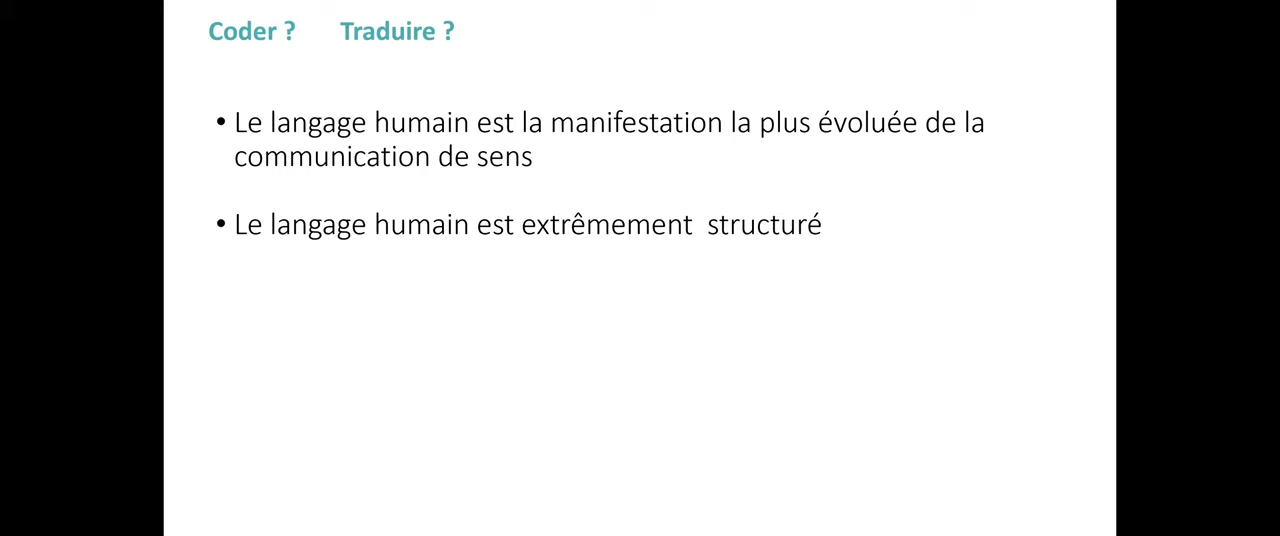 Coder ? Traduire ?
• Le langage humain est la manifestation la plus évoluée de la
communication de sens
• Le langage humain est extrêmement structuré